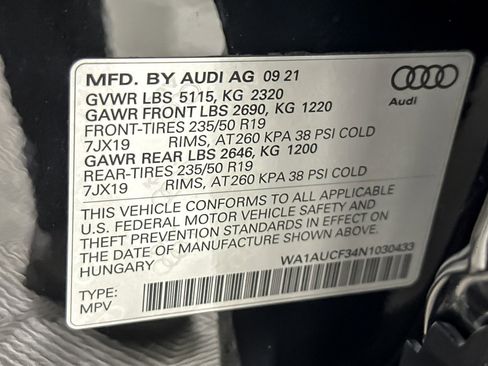 MFD. BY AUDI AG 09 21
GVWR LBS 5115, KG 2320
GAWR FRONT LBS 2690, KG 1220
FRONT-TIRES 235/50 R19
7JX19 RIMS, AT260 KPA 38 PSI COLD
GAWR REAR LBS 2646, KG 1200
REAR-TIRES 235/50 R19
7JX19 RIMS, AT260 KPA 38 PSI COLD
THIS VEHICLE CONFORMS TO ALL APPLICABLE
U.S. FEDERAL MOTOR VEHICLE SAFETY AND
THEFT PREVENTION STANDARDS IN EFFECT ON
THE DATE OF MANUFACTURE SHOWN ABOVE.
HUNGARY
WA1AUCF34N1030433
TYPE:
MPV
Audi